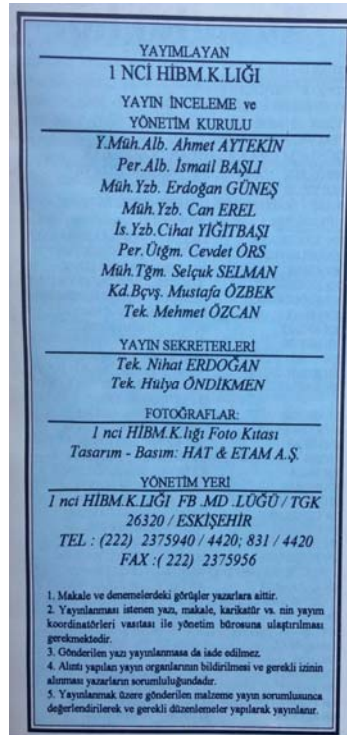 YAYIMLAYAN
1 NCİ HİBM.K.LIĞI
YAYIN İNCELEME ve
YÖNETİM KURULU
Y.Müh.Alb. Ahmet AYTEKİN
Per.Alb. İsmail BAŞLI
Müh.Yzb. Erdoğan GÜNEŞ
Müh.Yzb. Can EREL
İs.Yzb.Cihat YİĞİTBAŞI
Per.Ütğm. Cevdet ÖRS
Müh.Tğm. Selçuk SELMAN
Kd.Bçvş. Mustafa ÖZBEK
Tek. Mehmet ÖZCAN
YAYIN SEKRETERLERİ
Tek. Nihat ERDOĞAN
Tek. Hülya ÖNDİKMEN
FOTOĞRAFLAR:
1 nci HİBM.K.lığı Foto Kıtası
Tasarım - Basım: HAT & ETAM A.Ş.
YÖNETİM YERİ
1 nci HİBM.K.LIĞI FB .MD .LÜĞÜ / TGK
26320 / ESKİŞEHİR
TEL : (222) 2375940 / 4420; 831 / 4420
FAX :( 222) 2375956
1. Makale ve denemelerdeki görüşler yazarlara aittir.
2. Yayınlanması istenen yazı, makale, karikatür vs. nin yayım
koordinatörleri vasıtası ile yönetim bürosuna ulaştırılması
gerekmektedir.
3. Gönderilen yazı yayınlanmasa da iade edilmez.
4. Alıntı yapılan yayın organlarının bildirilmesi ve gerekli izinin
alınması yazarların sorumluluğundadır.
5. Yayınlanmak üzere gönderilen malzeme yayın sorumlusunca
değerlendirilerek ve gerekli düzenlemeler yapılarak yayınlanır.